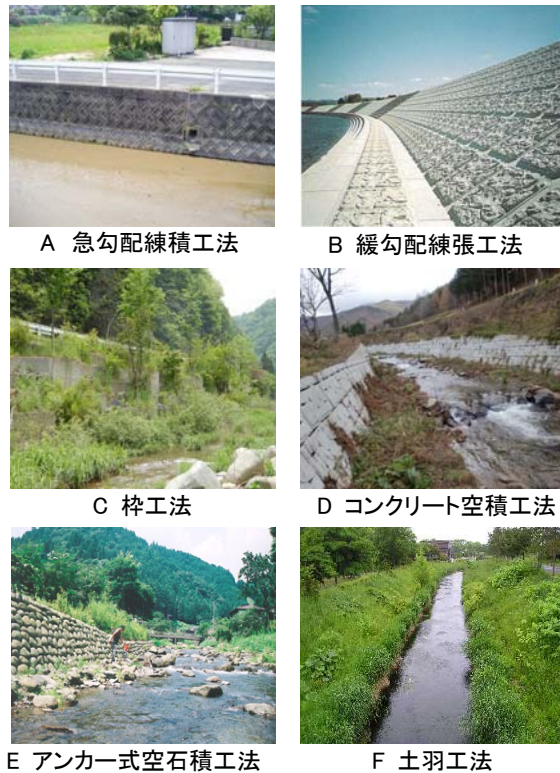 A 急勾配練積工法
B 緩勾配練張工法
C 枠工法
D コンクリート空積工法
E アンカー式空石積工法
F 土羽工法